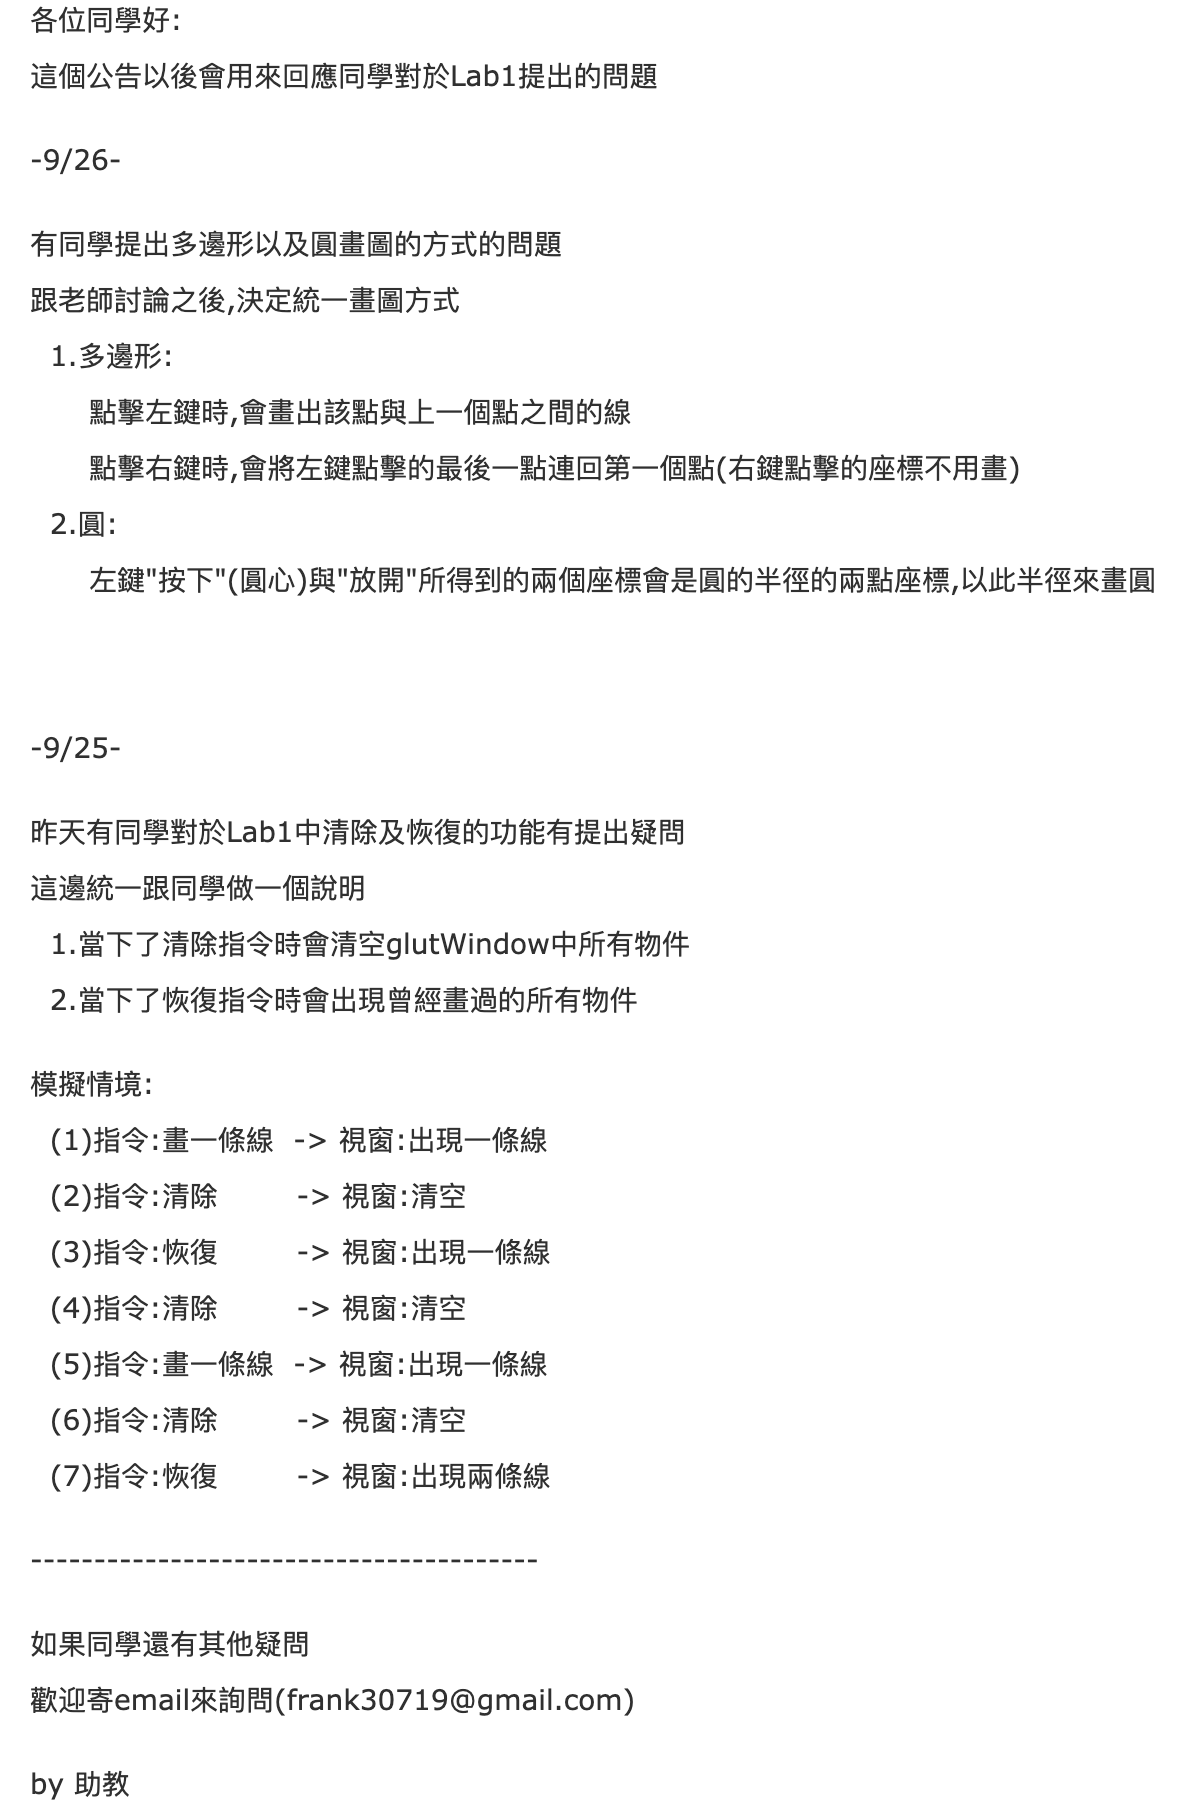 各位同學好:
這個公告以後會用來回應同學對於Lab1提出的問題
-9/26-
有同學提出多邊形以及圓畫圖的方式的問題
跟老師討論之後,決定統一畫圖方式
1.多邊形:
點擊左鍵時,會畫出該點與上一個點之間的線
點擊右鍵時,會將左鍵點擊的最後一點連回第一個點(右鍵點擊的座標不用畫)
2.圓:
左鍵"按下"(圓心)與"放開"所得到的兩個座標會是圓的半徑的兩點座標,以此半徑來畫圓
-9/25-
昨天有同學對於Lab1中清除及恢復的功能有提出疑問
這邊統一跟同學做一個說明
1.當下了清除指令時會清空glutWindow中所有物件
2.當下了恢復指令時會出現曾經畫過的所有物件
模擬情境:
(1)指令:畫一條線 -> 視窗:出現一條線
(2)指令:清除 -> 視窗:清空
(3)指令:恢復 -> 視窗:出現一條線
(4)指令:清除 -> 視窗:清空
(5)指令:畫一條線 -> 視窗:出現一條線
(6)指令:清除 -> 視窗:清空
(7)指令:恢復 -> 視窗:出現兩條線
----------------------------------------
如果同學還有其他疑問
歡迎寄email來詢問(frank30719@gmail.com)
by 助教